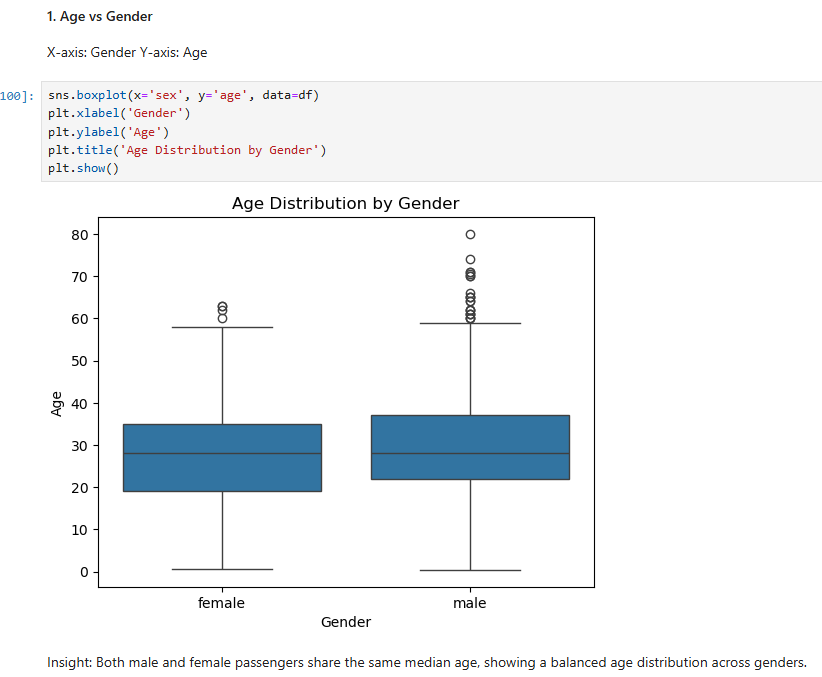 1. Age vs Gender
X-axis: Gender Y-axis: Age
100]:
sns.boxplot(x='sex', y='age', data=df)
plt.xlabel('Gender')
plt.ylabel('Age')
plt.title('Age Distribution by Gender')
plt.show()
Age Distribution by Gender
80
70
60
50
40
30
20
10
0
Age
female
male
Gender
Insight: Both male and female passengers share the same median age, showing a balanced age distribution across genders.